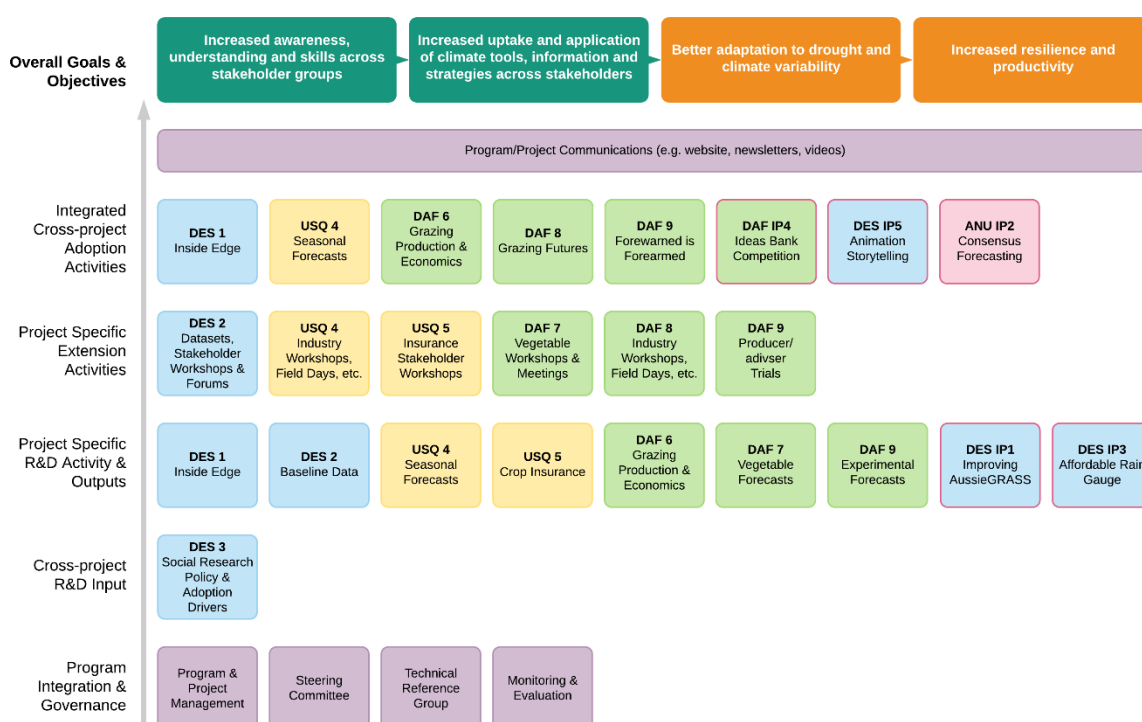 Overall Goals &
Objectives
Increased awareness,
understanding and skills across
stakeholder groups
Increased uptake and application
of climate tools, information and
strategies across stakeholders
Better adaptation to drought and
climate variability
Increased resilience and
productivity
Program/Project Communications (e.g. website, newsletters, videos)
Integrated
Cross-project
Adoption
Activities
DES 1
Inside Edge
USQ 4
Seasonal
Forecasts
DAF 6
Grazing
Production &
Economics
DAF 8
Grazing Futures
DAF 9
Forewarned is
Forearmed
DAF IP4
Ideas Bank
Competition
DES IP5
Animation
Storytelling
ANU IP2
Consensus
Forecasting
Project Specific
Extension
Activities
DES 2
Datasets,
Stakeholder
Workshops &
Forums
USQ 4
Industry
Workshops,
Field Days, etc.
USQ 5
Insurance
Stakeholder
Workshops
DAF 7
Vegetable
Workshops &
Meetings
DAF 8
Industry
Workshops,
Field Days, etc.
DAF 9
Producer/
adivser
Trials
Project Specific
R&D Activity &
Outputs
DES 1
Inside Edge
DES 2
Baseline Data
USQ 4
Seasonal
Forecasts
USQ 5
Crop Insurance
DAF 6
Grazing
Production &
Economics
DAF 7
Vegetable
Forecasts
DAF 9
Experimental
Forecasts
DES IP1
Improving
AussieGRASS
DES IP3
Affordable Rain
Gauge
Cross-project
R&D Input
DES 3
Social Research
Policy &
Adoption
Drivers
Program
Integration &
Governance
Program &
Project
Management
Steering
Committee
Technical
Reference
Group
Monitoring &
Evaluation